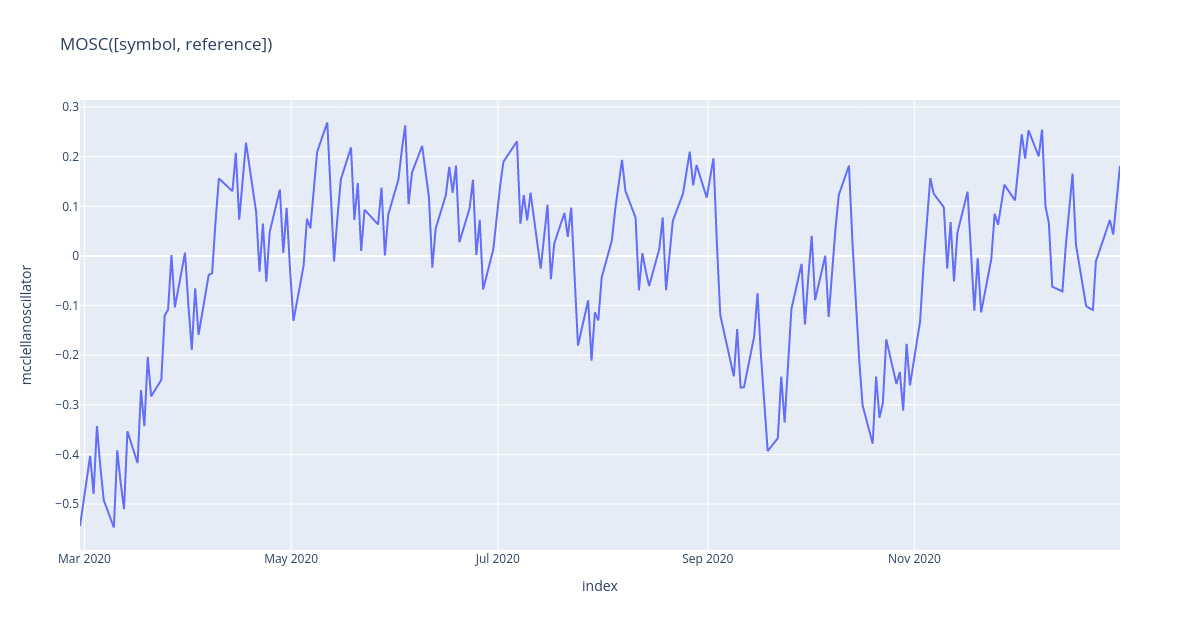 MOSC([symbol, reference])
mcclellanoscillator
0.3
0.2
0.1
0
−0.1
−0.2
−0.3
−0.4
−0.5
Mar 2020
May 2020
Jul 2020
Sep 2020
Nov 2020
index